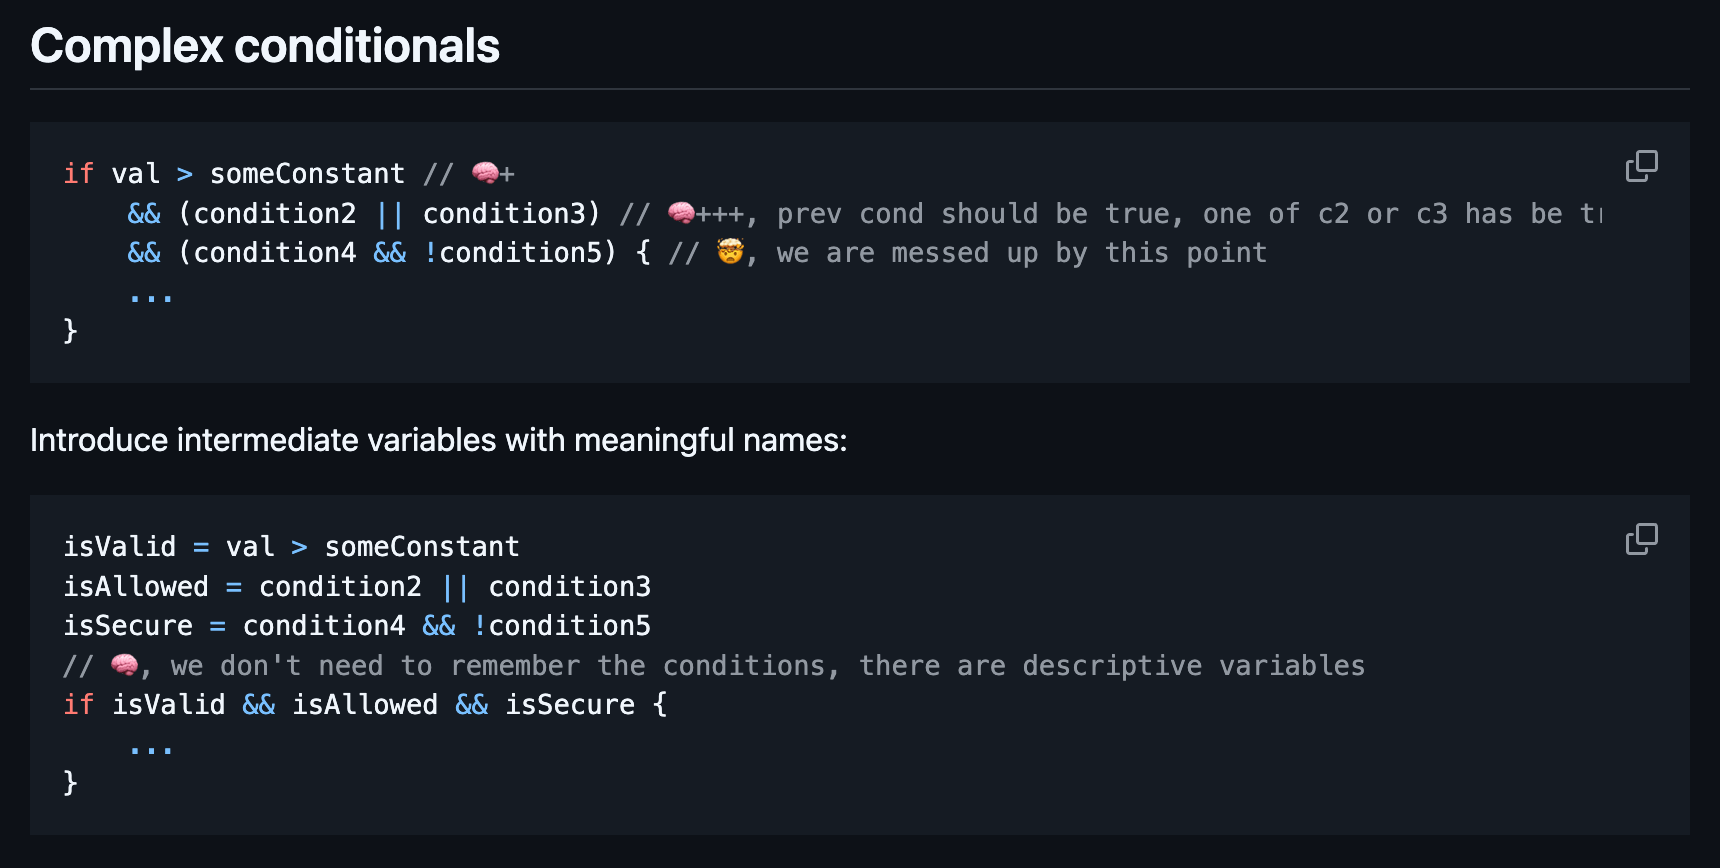 Complex conditionals
if val > someConstant // 🧠+
&& (condition2 || condition3) // 🧠+++, prev cond should be true, one of c2 or c3 has be
&& (condition4 && !condition5) { // 🤯, we are messed up by this point
...
}
Introduce intermediate variables with meaningful names:
isValid = val > someConstant
isAllowed = condition2 || condition3
isSecure = condition4 && !condition5
// 🧠, we don't need to remember the conditions, there are descriptive variables
if isValid && isAllowed && isSecure {
...
}